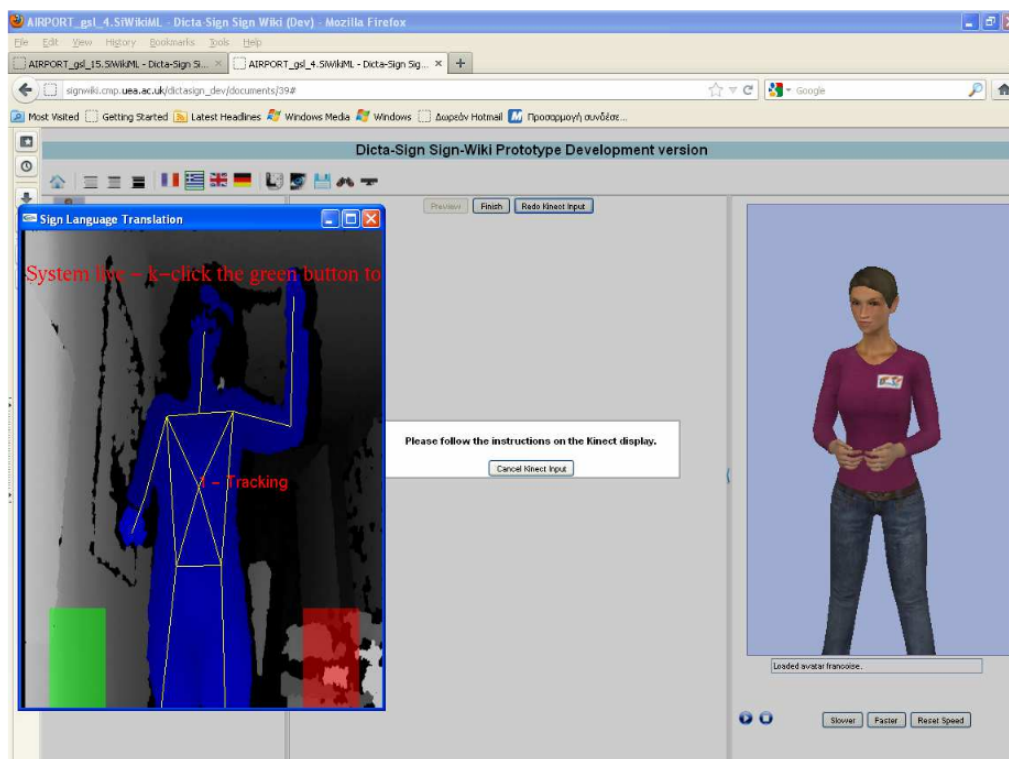 AIRPORT_gsl_4.SiWikiML - Dicta-Sign Sign Wiki (Dev) - Mozilla Firefox
File Edit View History Bookmarks Tools Help
AIRPORT_gsl_15.SiWikiML - Dicta-Sign Si... × AIRPORT_gsl_4.SiWikiML - Dicta-Sign Sig... × +
signwiki.cmp.uea.ac.uk/dictasign_dev/documents/39#
Google
Most Visited Getting Started Latest Headlines Windows Media Windows Δωρεάν Hotmail Προσαρμογή συνδέσε...
Dicta-Sign Sign-Wiki Prototype Development version
Preview Finish Redo Kinect Input
Sign Language Translation
System live - k-click the green button to
Please follow the instructions on the Kinect display.
Cancel Kinect Input
1 - Tracking
Loaded avatar francoise.
Slower Faster Reset Speed